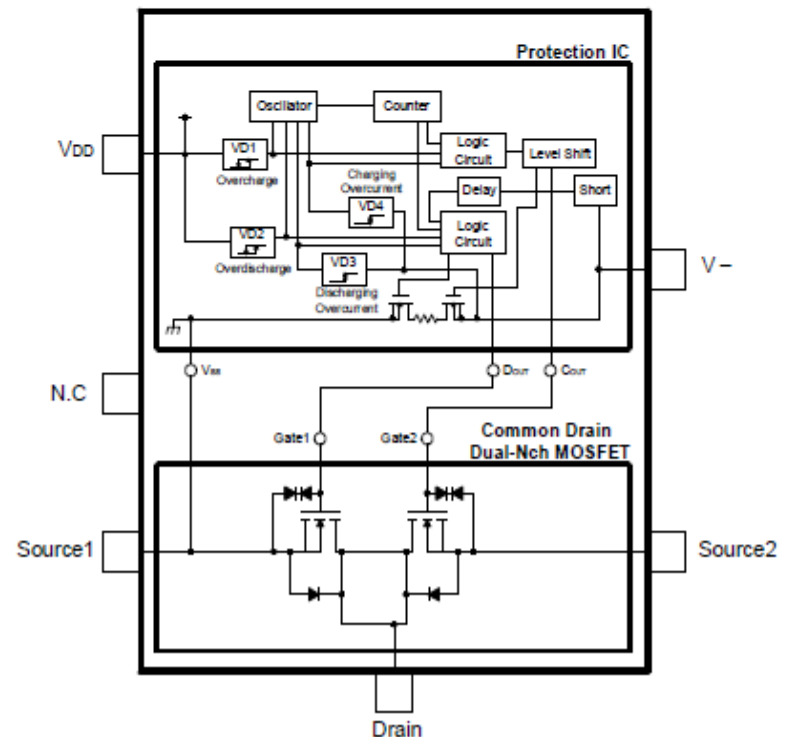 Protection IC
Oscillator
Counter
Logic
Circuit
Level Shift
VDD
VD1
Overcharge
Charging
Overcurrent
Delay
Short
VD4
VD2
Logic
Circuit
Overdischarge
VD3
V –
Discharging
Overcurrent
VSS
DOUT
COUT
N.C
Gate1
Gate2
Common Drain
Dual-Nch MOSFET
Source1
Source2
Drain